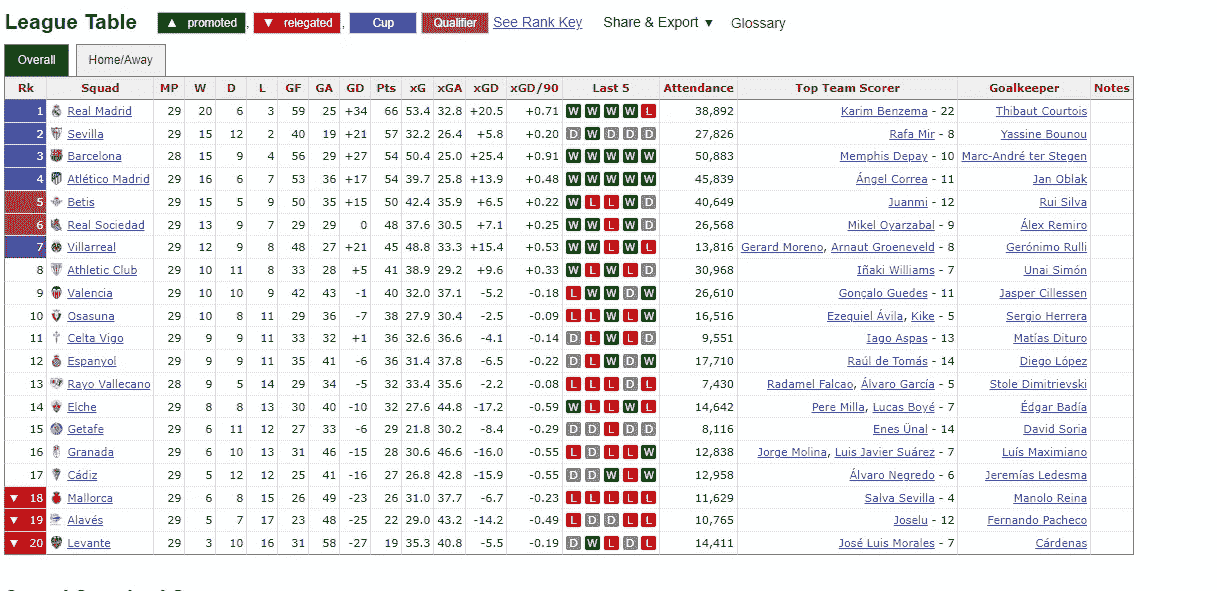 League Table ▲ promoted, ▼ relegated, Cup Qualifier See Rank Key Share & Export ▼ Glossary
Overall Home/Away
Rk Squad MP W D L GF GA GD Pts xG xGA xGD xGD/90 Last 5 Attendance Top Team Scorer Goalkeeper Notes
1 Real Madrid 29 20 6 3 59 25 +34 66 53.4 32.8 +20.5 +0.71 W W W W L 38,892 Karim Benzema - 22 Thibaut Courtois
2 Sevilla 29 15 12 2 40 19 +21 57 32.2 26.4 +5.8 +0.20 D W D D D 27,826 Rafa Mir - 8 Yassine Bounou
3 Barcelona 28 15 9 4 56 29 +27 54 50.4 25.0 +25.4 +0.91 W W W W W 50,883 Memphis Depay - 10 Marc-André ter Stegen
4 Atlético Madrid 29 16 6 7 53 36 +17 54 39.7 25.8 +13.9 +0.48 W W W W W 45,839 Ángel Correa - 11 Jan Oblak
5 Betis 29 15 5 9 50 35 +15 50 42.4 35.9 +6.5 +0.22 W L L W D 40,649 Juanmi - 12 Rui Silva
6 Real Sociedad 29 13 9 7 29 29 0 48 37.6 30.5 +7.1 +0.25 W W L W D 26,568 Mikel Oyarzabal - 9 Álex Remiro
7 Villarreal 29 12 9 8 48 27 +21 45 48.8 33.3 +15.4 +0.53 W W L W L 13,816 Gerard Moreno, Arnaut Groeneveld - 8 Gerónimo Rulli
8 Athletic Club 29 10 11 8 33 28 +5 41 38.9 29.2 +9.6 +0.33 W L W L D 30,968 Iñaki Williams - 7 Unai Simón
9 Valencia 29 10 10 9 42 43 -1 40 32.0 37.1 -5.2 -0.18 L W W D W 26,610 Gonçalo Guedes - 11 Jasper Cillessen
10 Osasuna 29 10 8 11 29 36 -7 38 27.9 30.4 -2.5 -0.09 L L W L W 16,516 Ezequiel Ávila, Kike - 5 Sergio Herrera
11 Celta Vigo 29 9 9 11 33 32 +1 36 32.6 36.6 -4.1 -0.14 D L W L D 9,551 Iago Aspas - 13 Matías Dituro
12 Espanyol 29 9 9 11 35 41 -6 36 31.4 37.8 -6.5 -0.22 D L W D W 17,710 Raúl de Tomás - 14 Diego López
13 Rayo Vallecano 28 9 5 14 29 34 -5 32 33.4 35.6 -2.2 -0.08 L L L D L 7,430 Radamel Falcao, Álvaro García - 5 Stole Dimitrievski
14 Elche 29 8 8 13 30 40 -10 32 27.6 44.8 -17.2 -0.59 W L L W L 14,642 Pere Milla, Lucas Boyé - 7 Édgar Badía
15 Getafe 29 6 11 12 27 33 -6 29 21.8 30.2 -8.4 -0.29 D D L D D 8,116 Enes Ünal - 14 David Soria
16 Granada 29 6 10 13 31 46 -15 28 30.6 46.6 -16.0 -0.55 L D L L W 12,838 Jorge Molina, Luis Javier Suárez - 7 Luís Maximiano
17 Cádiz 29 5 12 12 25 41 -16 27 26.8 42.8 -15.9 -0.55 D D W L W 12,958 Álvaro Negredo - 6 Jeremías Ledesma
▼ 18 Mallorca 29 6 8 15 26 49 -23 26 31.0 37.7 -6.7 -0.23 L L L L L 11,629 Salva Sevilla - 4 Manolo Reina
▼ 19 Alavés 29 5 7 17 23 48 -25 22 29.0 43.2 -14.2 -0.49 L D D L L 10,765 Joselu - 12 Fernando Pacheco
▼ 20 Levante 29 3 10 16 31 58 -27 19 35.3 40.8 -5.5 -0.19 D W L D L 14,411 José Luis Morales - 7 Cárdenas